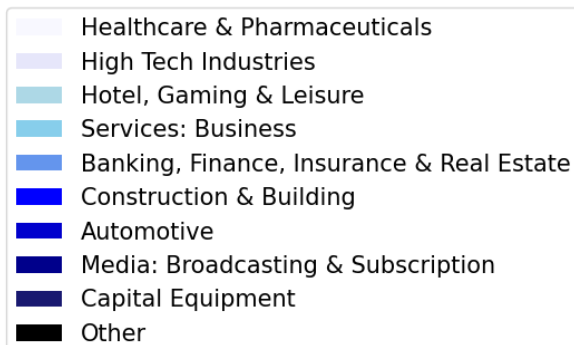 Healthcare & Pharmaceuticals
High Tech Industries
Hotel, Gaming & Leisure
Services: Business
Banking, Finance, Insurance & Real Estate
Construction & Building
Automotive
Media: Broadcasting & Subscription
Capital Equipment
Other